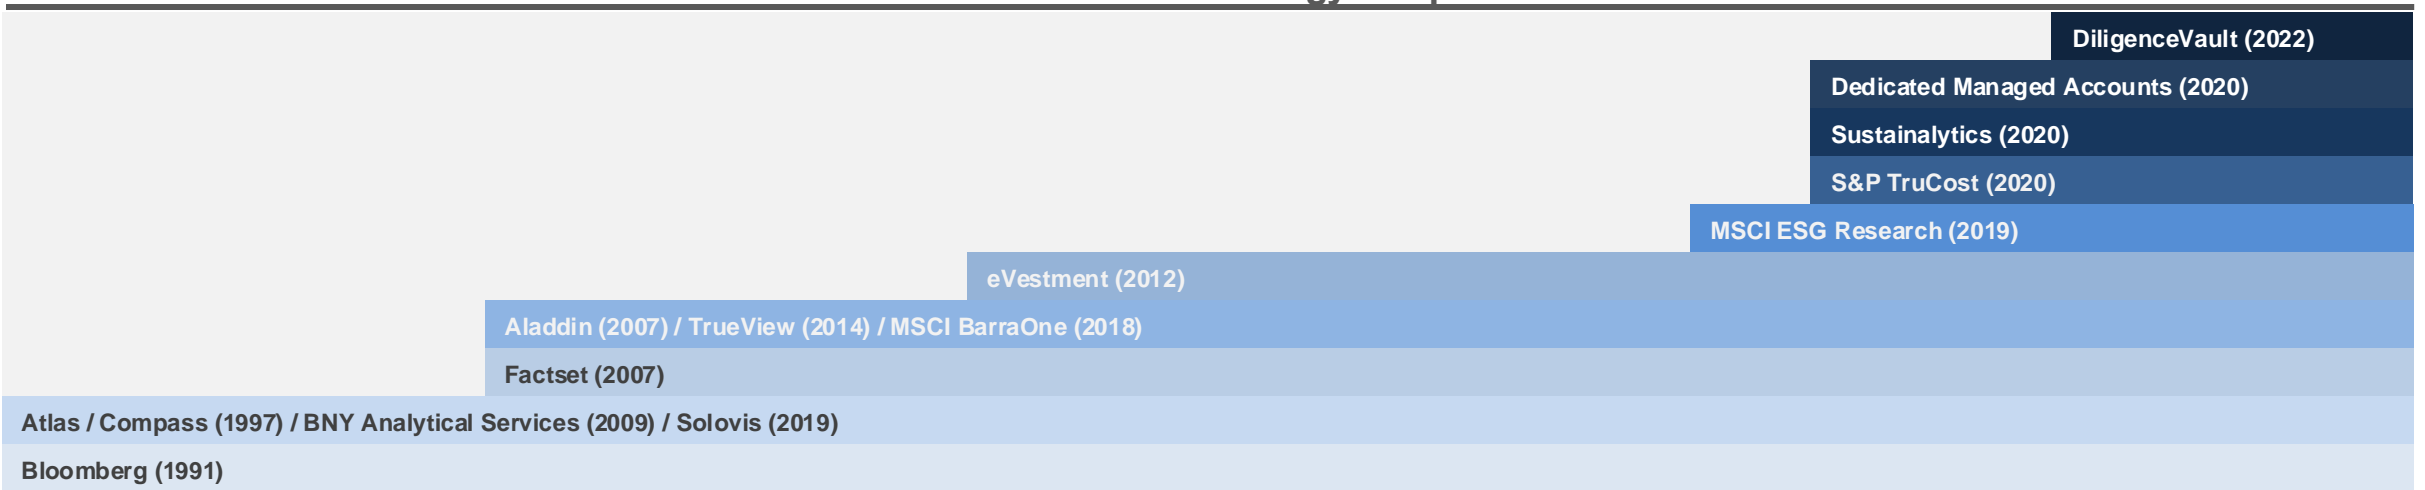 DiligenceVault (2022)
Dedicated Managed Accounts (2020)
Sustainalytics (2020)
S&P TruCost (2020)
MSCI ESG Research (2019)
eVestment (2012)
Aladdin (2007) / TrueView (2014) / MSCI BarraOne (2018)
Factset (2007)
Atlas / Compass (1997) / BNY Analytical Services (2009) / Solovis (2019)
Bloomberg (1991)